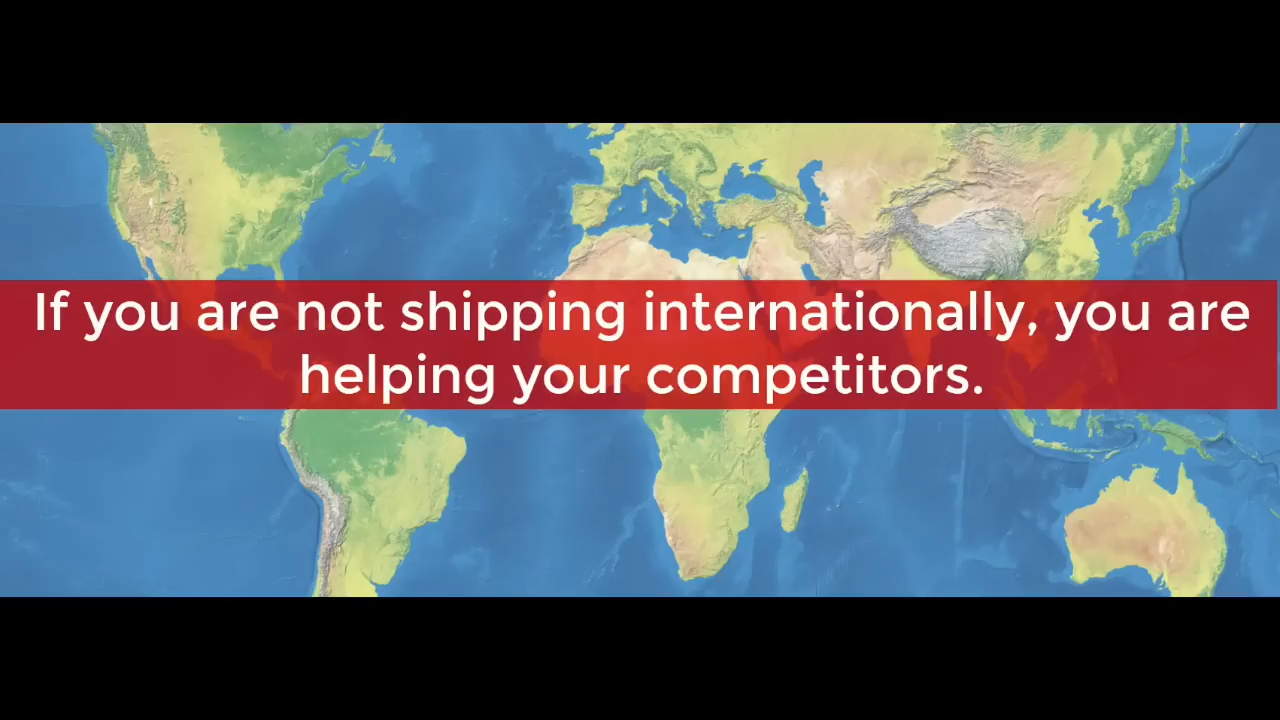 If you are not shipping internationally, you are
helping your competitors.